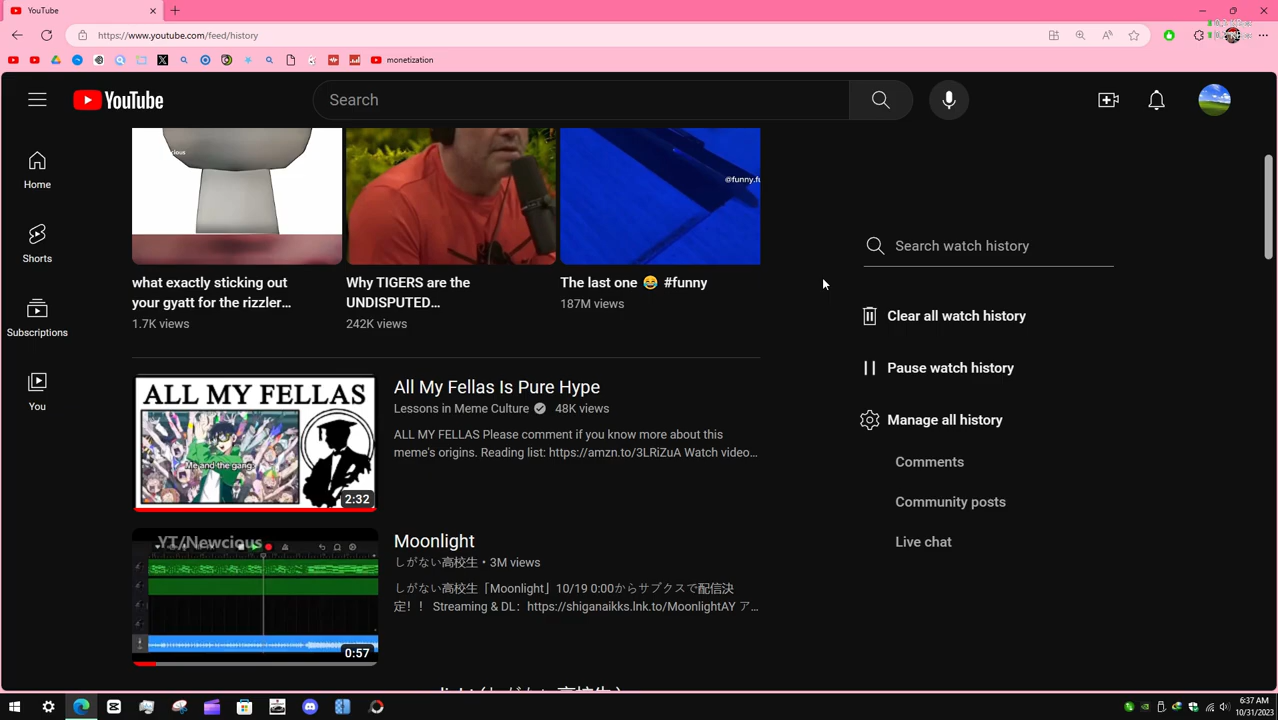 YouTube
https://www.youtube.com/feed/history
monetization
YouTube
Search
Home
Shorts
Subscriptions
You
@funny.fu
what exactly sticking out
your gyatt for the rizzler...
1.7K views
Why TIGERS are the
UNDISPUTED...
242K views
The last one 😂 #funny
187M views
ALL MY FELLAS
Me and the gang
2:32
All My Fellas Is Pure Hype
Lessons in Meme Culture 48K views
ALL MY FELLAS Please comment if you know more about this
meme's origins. Reading list: https://amzn.to/3LRiZuA Watch video...
YT/Newcious
0:57
Moonlight
しがない高校生 • 3M views
しがない高校生「Moonlight」10/19 0:00からサブスクで配信決
定！！ Streaming & DL： https://shiganaikks.lnk.to/MoonlightAY ア...
Search watch history
Clear all watch history
Pause watch history
Manage all history
Comments
Community posts
Live chat
6:37 AM
10/31/2023